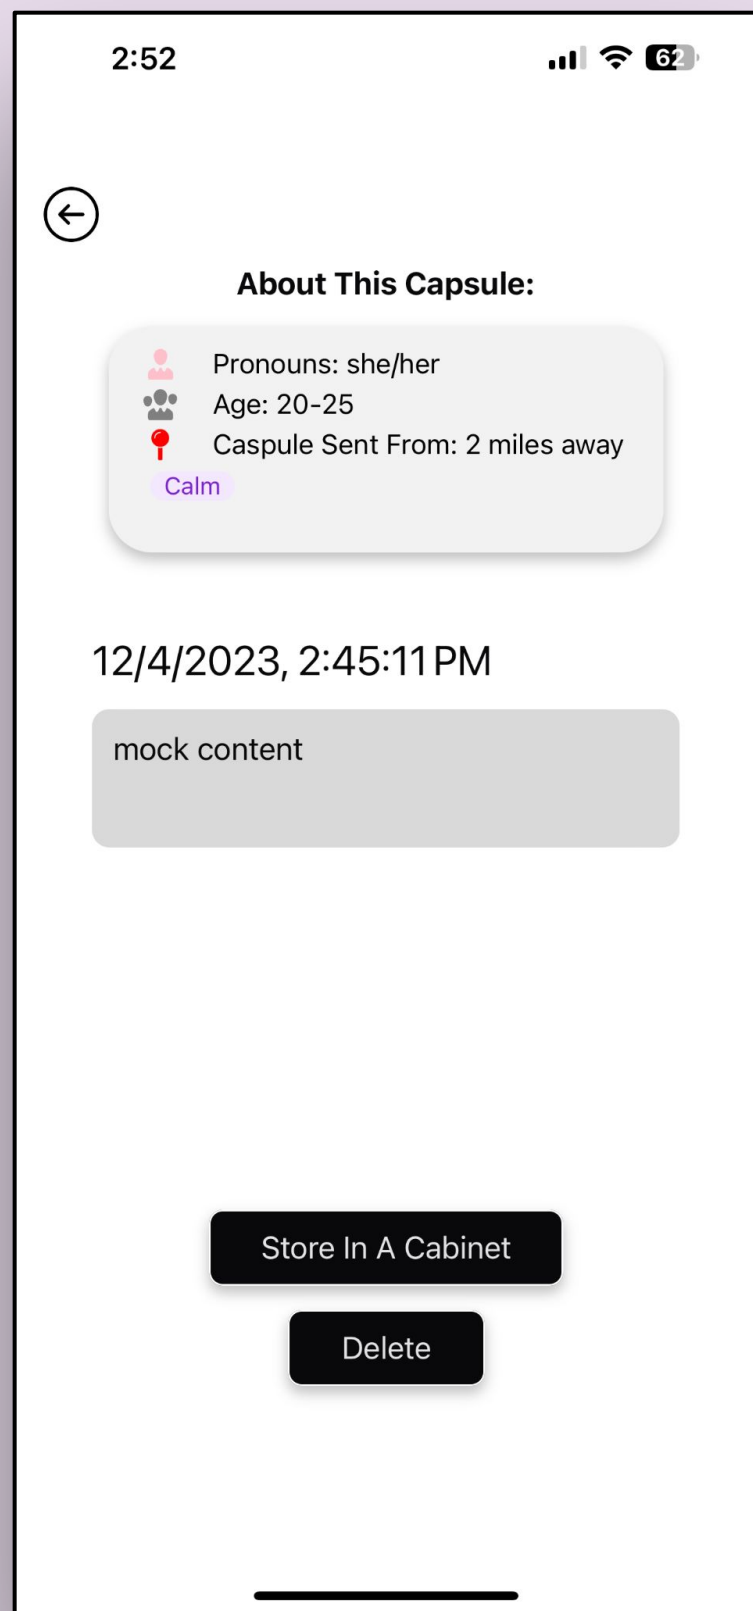 2:52
62
About This Capsule:
Pronouns: she/her
Age: 20-25
Caspule Sent From: 2 miles away
Calm
12/4/2023, 2:45:11 PM
mock content
Store In A Cabinet
Delete